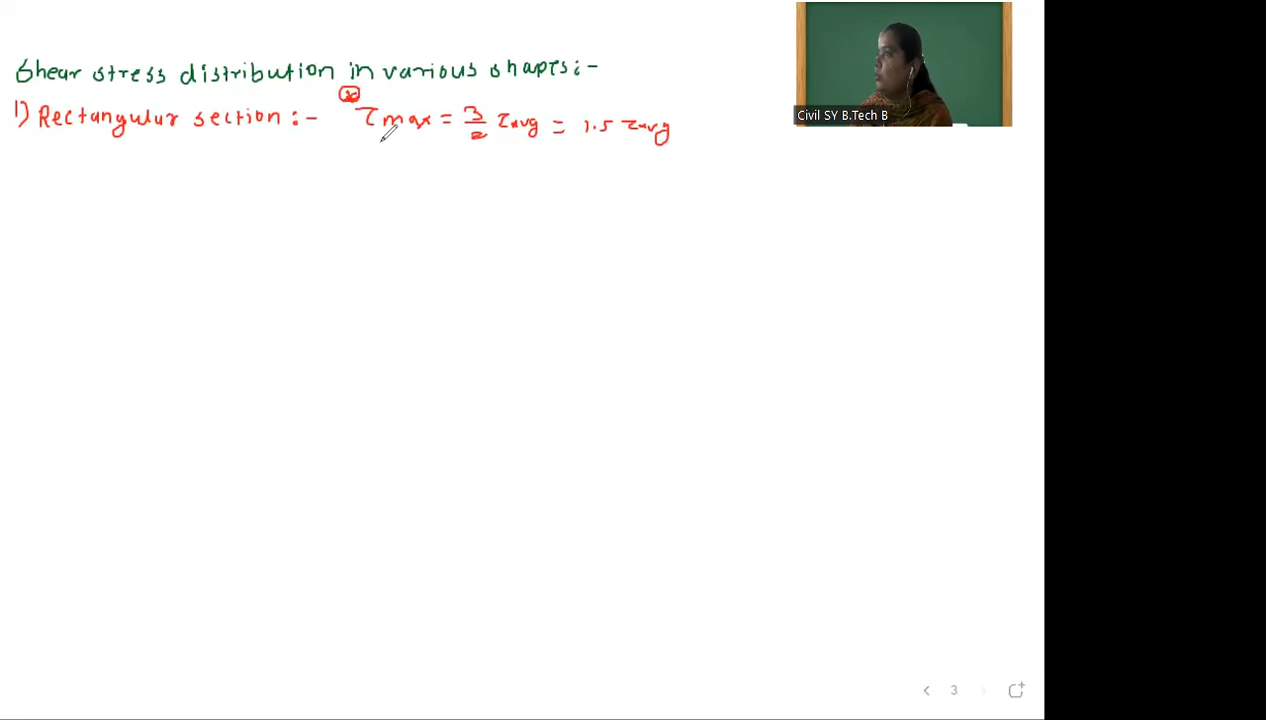 Shear stress distribution in various shapes:-
1) Rectangular section :- * τmax = 3/2 τavg = 1.5 τavg
Civil SY B.Tech B
< 3